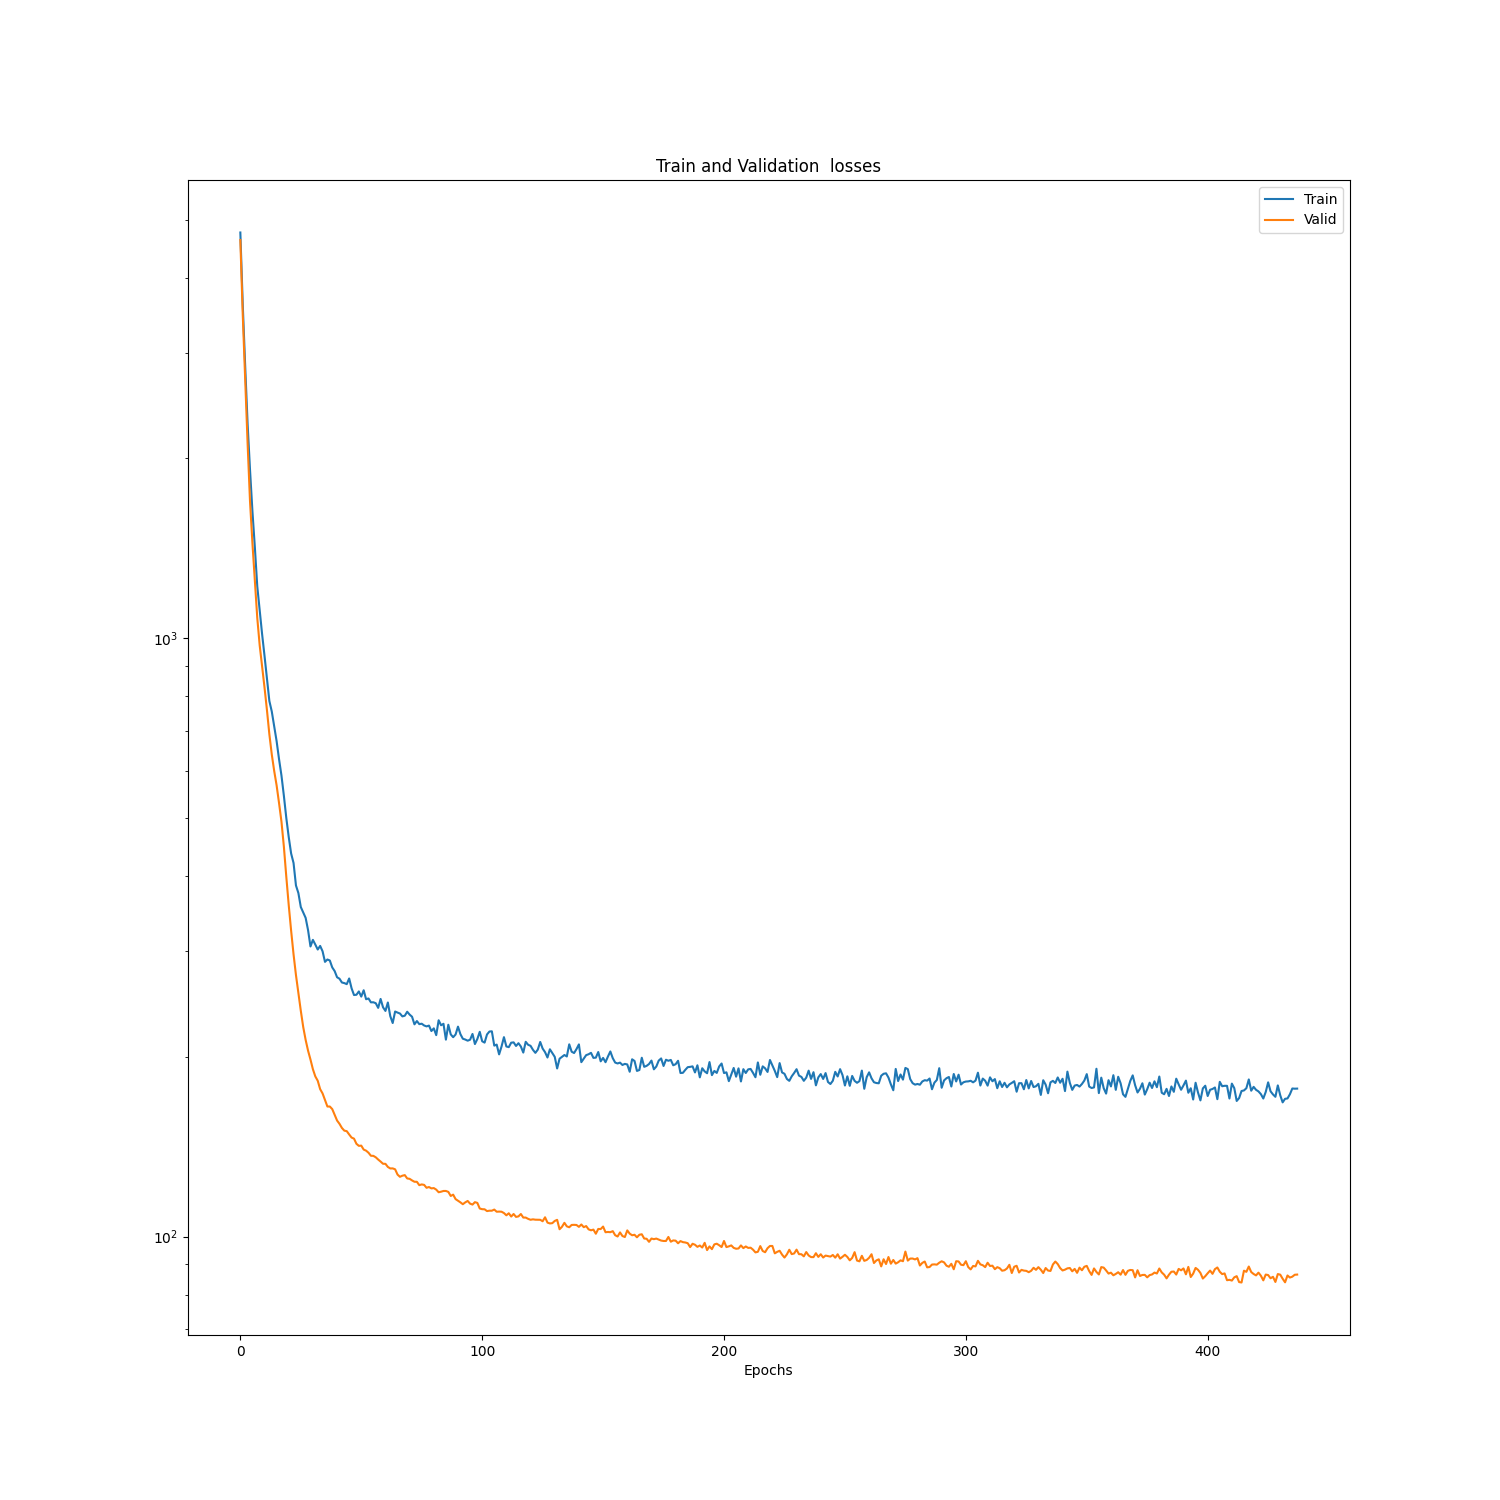 Train and Validation  losses
Train
Valid
10³
10²
0 100 200 300 400
Epochs